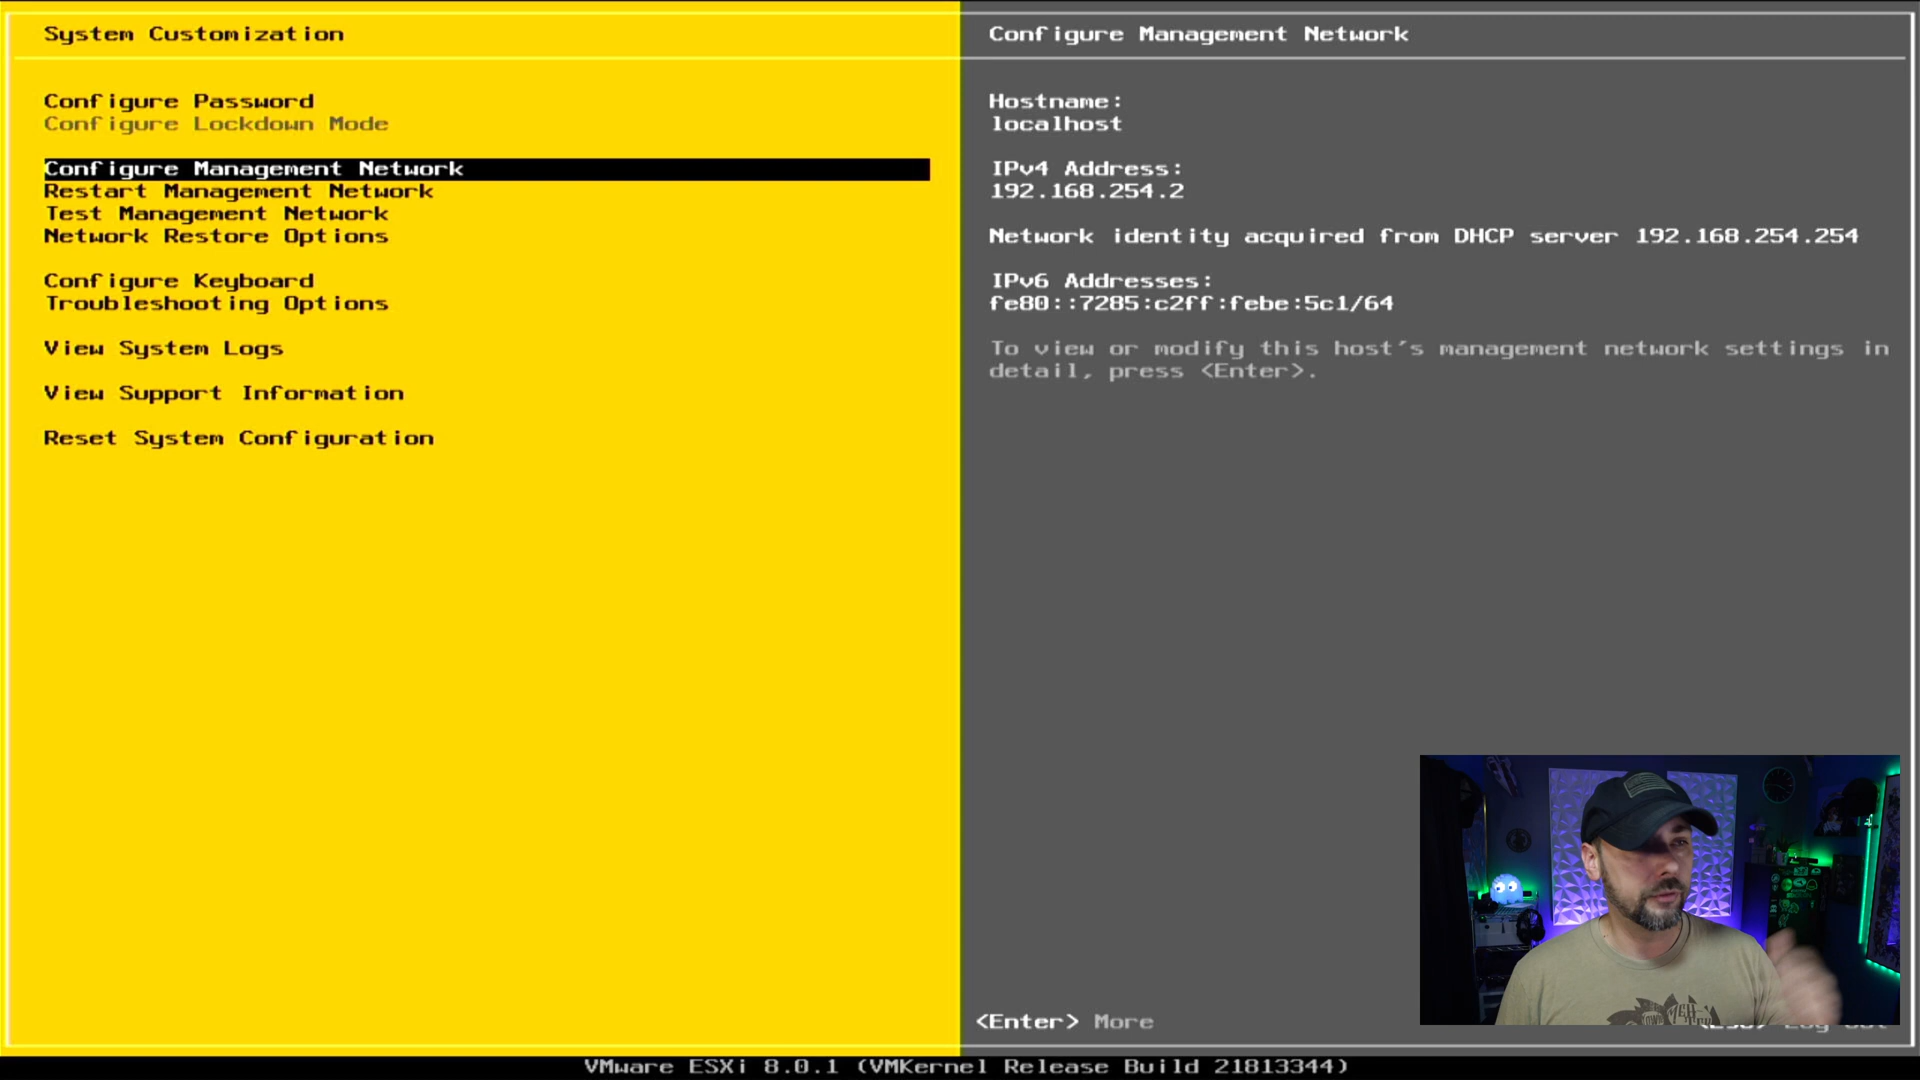 System Customization
Configure Password
Configure Lockdown Mode
Configure Management Network
Restart Management Network
Test Management Network
Network Restore Options
Configure Keyboard
Troubleshooting Options
View System Logs
View Support Information
Reset System Configuration
Configure Management Network
Hostname:
localhost
IPv4 Address:
192.168.254.2
Network identity acquired from DHCP server 192.168.254.254
IPv6 Addresses:
fe80::7285:c2ff:febe:5c1/64
To view or modify this host's management network settings in
detail, press <Enter>.
<Enter> More
VMware ESXi 8.0.1 (VMKernel Release Build 21813344)